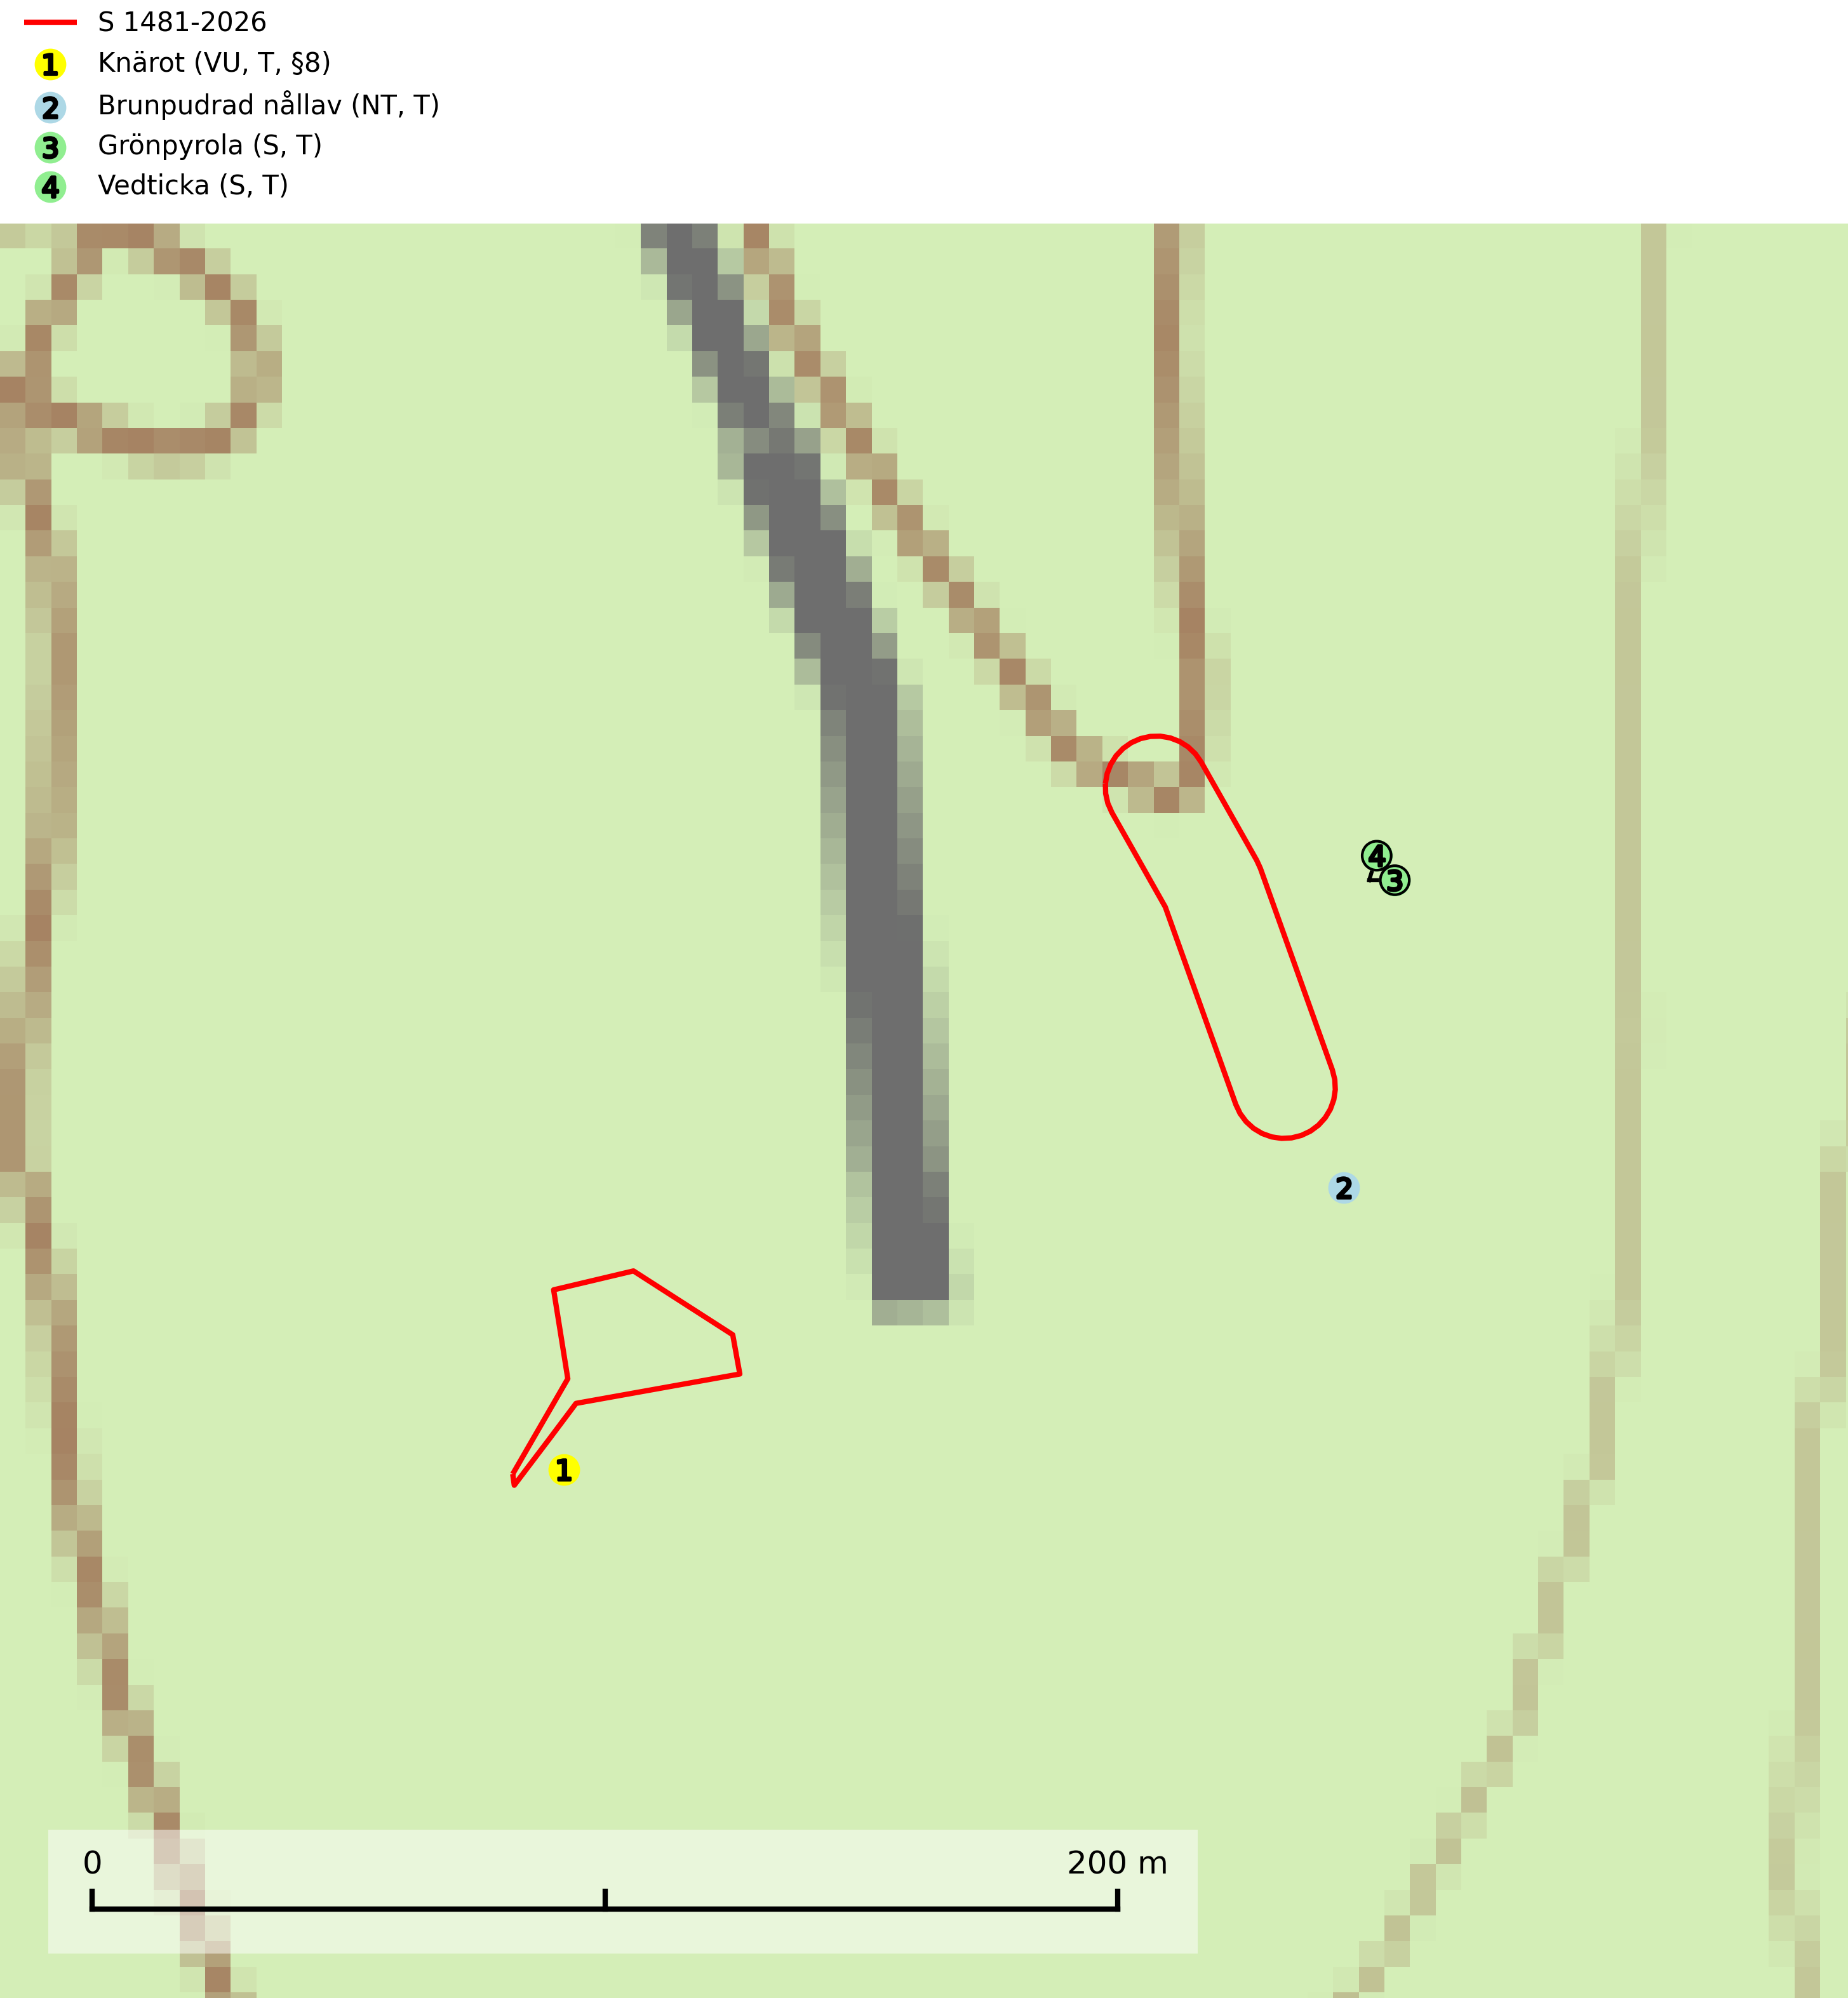 S 1481-2026
1 Knärot (VU, T, §8)
2 Brunpudrad nållav (NT, T)
3 Grönpyrola (S, T)
4 Vedticka (S, T)
4
3
2
1
0 200 m